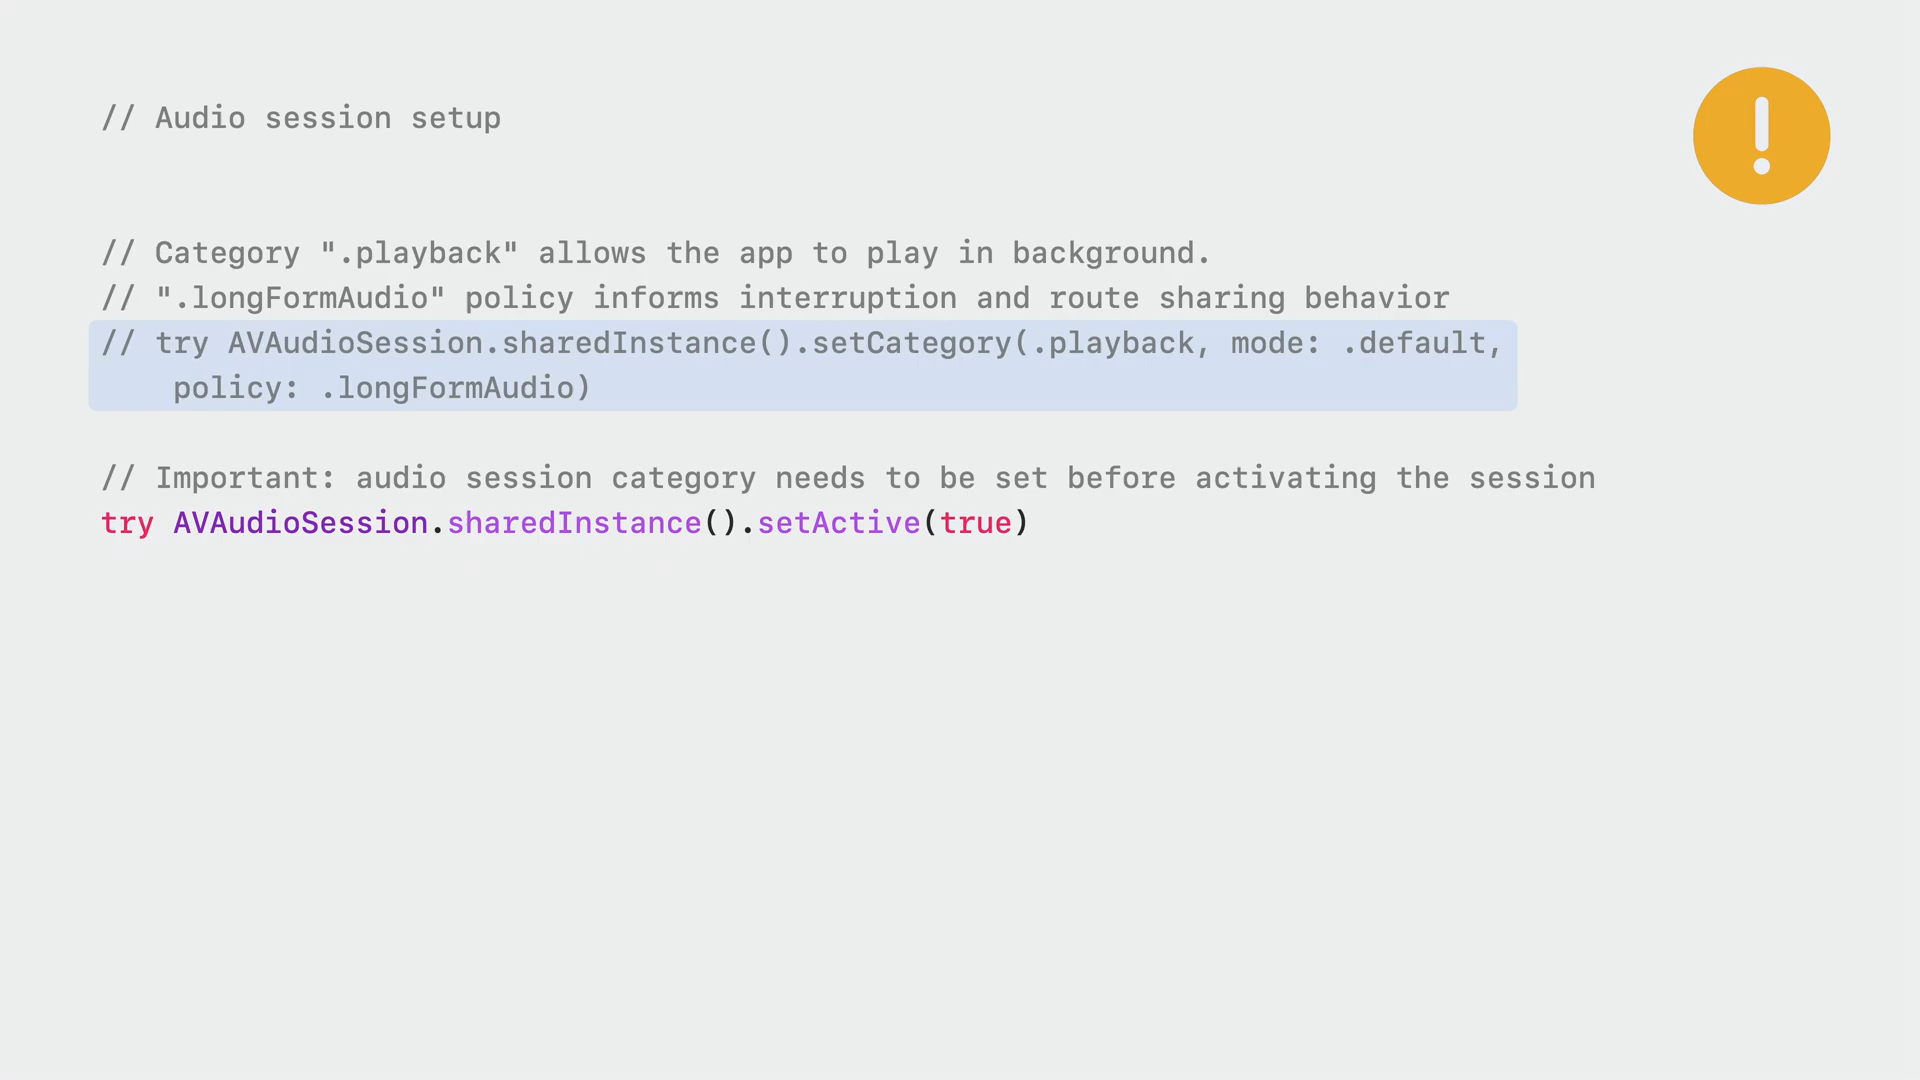 // Audio session setup
// Category ".playback" allows the app to play in background.
// ".longFormAudio" policy informs interruption and route sharing behavior
// try AVAudioSession.sharedInstance().setCategory(.playback, mode: .default,
policy: .longFormAudio)
// Important: audio session category needs to be set before activating the session
try AVAudioSession.sharedInstance().setActive(true)